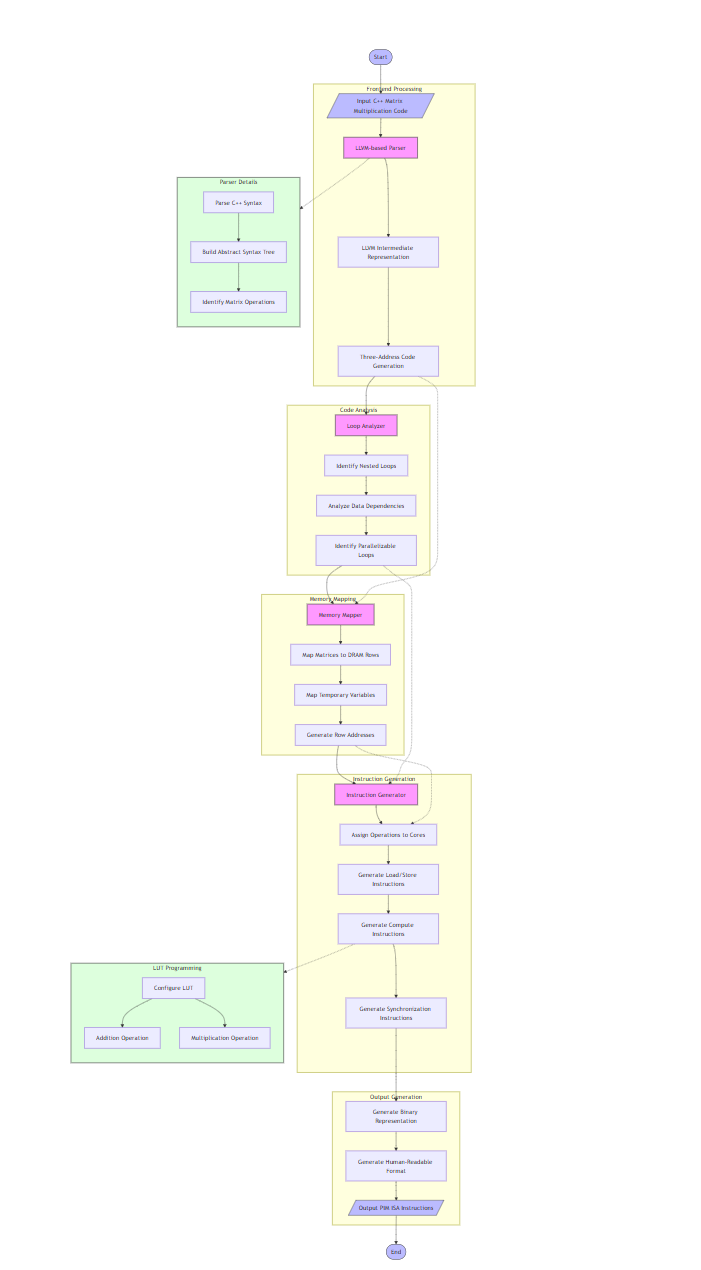 Start
Frontend Processing
Input C++ Matrix
Multiplication Code
LLVM-based Parser
Parser Details
Parse C++ Syntax
Build Abstract Syntax Tree
Identify Matrix Operations
LLVM Intermediate
Representation
Three-Address Code
Generation
Code Analysis
Loop Analyzer
Identify Nested Loops
Analyze Data Dependencies
Identify Parallelizable
Loops
Memory Mapping
Memory Mapper
Map Matrices to DRAM Rows
Map Temporary Variables
Generate Row Addresses
Instruction Generation
Instruction Generator
Assign Operations to Cores
Generate Load/Store
Instructions
Generate Compute
Instructions
LUT Programming
Configure LUT
Addition Operation
Multiplication Operation
Generate Synchronization
Instructions
Output Generation
Generate Binary
Representation
Generate Human-Readable
Format
Output PIM ISA Instructions
End